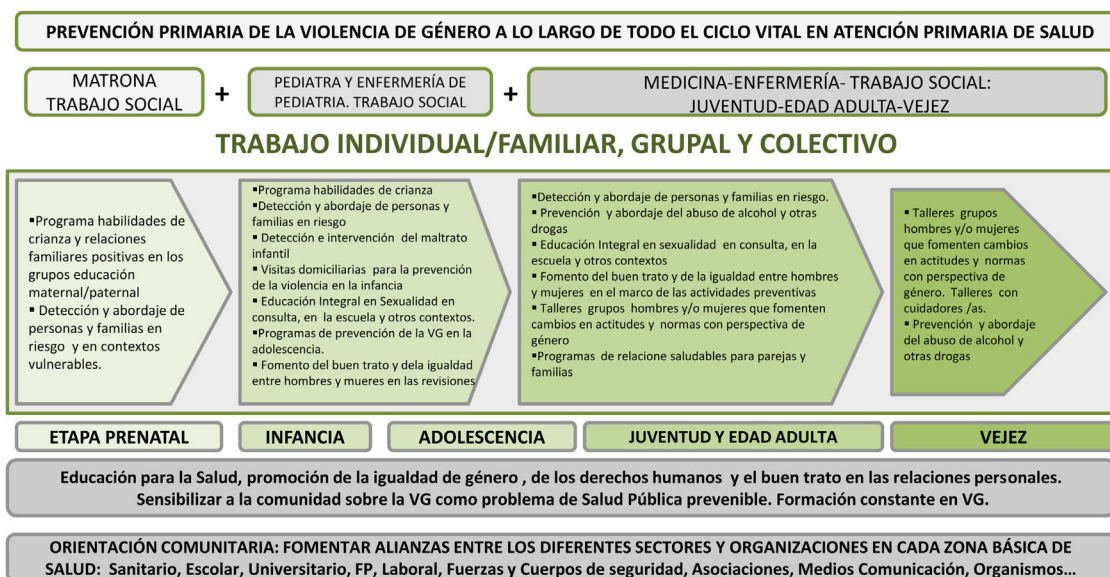 PREVENCIÓN PRIMARIA DE LA VIOLENCIA DE GÉNERO A LO LARGO DE TODO EL CICLO VITAL EN ATENCIÓN PRIMARIA DE SALUD
MATRONA
TRABAJO SOCIAL
+
PEDIATRA Y ENFERMERÍA DE
PEDIATRIA. TRABAJO SOCIAL
+
MEDICINA-ENFERMERÍA- TRABAJO SOCIAL:
JUVENTUD-EDAD ADULTA-VEJEZ
TRABAJO INDIVIDUAL/FAMILIAR, GRUPAL Y COLECTIVO
▪Programa habilidades de
crianza y relaciones
familiares positivas en los
grupos educación
maternal/paternal
▪ Detección y abordaje de
personas y familias en
riesgo y en contextos
vulnerables.
▪Programa habilidades de crianza
▪Detección y abordaje de personas y
familias en riesgo
▪ Detección e intervención del maltrato
infantil
▪ Visitas domiciliarias para la prevención
de la violencia en la infancia
▪ Educación Integral en Sexualidad en
consulta, en la escuela y otros contextos.
▪Programas de prevención de la VG en la
adolescencia.
▪ Fomento del buen trato y dela igualdad
entre hombres y mueres en las revisiones
▪Detección y abordaje de personas y familias en riesgo.
▪ Prevención y abordaje del abuso de alcohol y otras
drogas
▪ Educación Integral en sexualidad en consulta, en la
escuela y otros contextos
▪ Fomento del buen trato y de la igualdad entre hombres
y mujeres en el marco de las actividades preventivas
▪ Talleres grupos hombres y/o mujeres que fomenten
cambios en actitudes y normas con perspectiva de
género
▪Programas de relacione saludables para parejas y
familias
▪ Talleres grupos
hombres y/o mujeres
que fomenten cambios
en actitudes y normas
con perspectiva de
género. Talleres con
cuidadores /as.
▪ Prevención y abordaje
del abuso de alcohol y
otras drogas
ETAPA PRENATAL
INFANCIA
ADOLESCENCIA
JUVENTUD Y EDAD ADULTA
VEJEZ
Educación para la Salud, promoción de la igualdad de género , de los derechos humanos y el buen trato en las relaciones personales.
Sensibilizar a la comunidad sobre la VG como problema de Salud Pública prevenible. Formación constante en VG.
ORIENTACIÓN COMUNITARIA: FOMENTAR ALIANZAS ENTRE LOS DIFERENTES SECTORES Y ORGANIZACIONES EN CADA ZONA BÁSICA DE
SALUD: Sanitario, Escolar, Universitario, FP, Laboral, Fuerzas y Cuerpos de seguridad, Asociaciones, Medios Comunicación, Organismos...